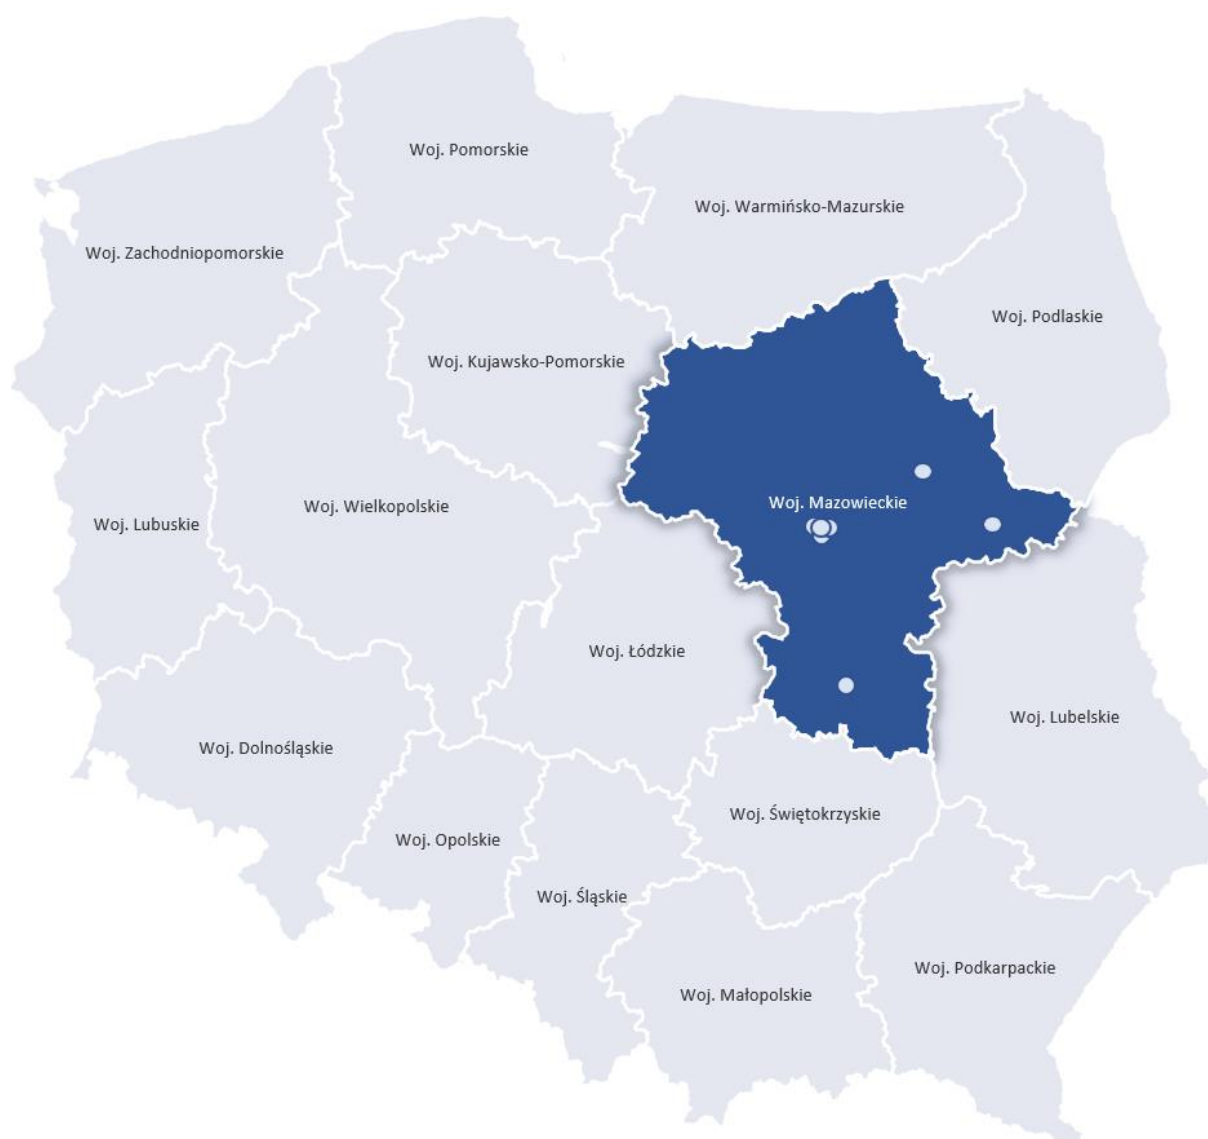 Woj. Pomorskie
Woj. Warmińsko-Mazurskie
Woj. Zachodniopomorskie
Woj. Podlaskie
Woj. Kujawsko-Pomorskie
Woj. Mazowieckie
Woj. Wielkopolskie
Woj. Lubuskie
Woj. Łódzkie
Woj. Lubelskie
Woj. Dolnośląskie
Woj. Świętokrzyskie
Woj. Opolskie
Woj. Śląskie
Woj. Podkarpackie
Woj. Małopolskie